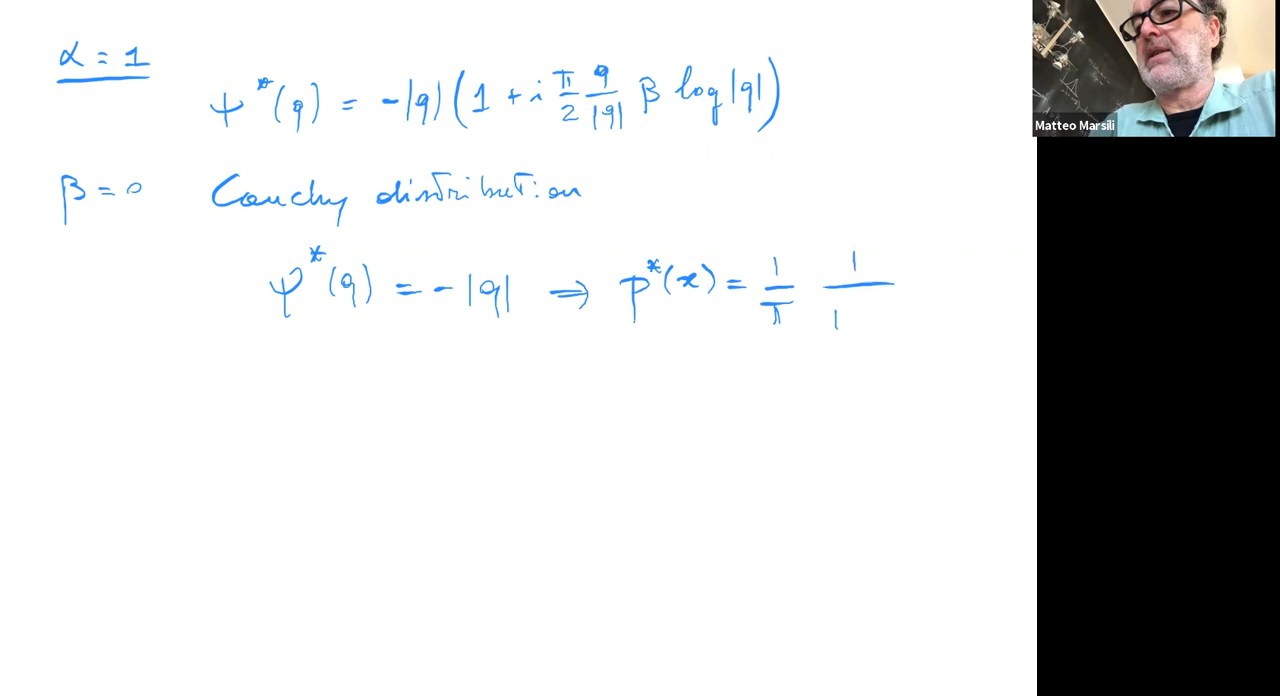 α = 1
ψ*(q) = -|q| (1 + i π/2 q/|q| β log|q|)
Matteo Marsili
β = 0 Cauchy distribution
ψ*(q) = -|q| ⇒ p*(x) = 1/π 1/1